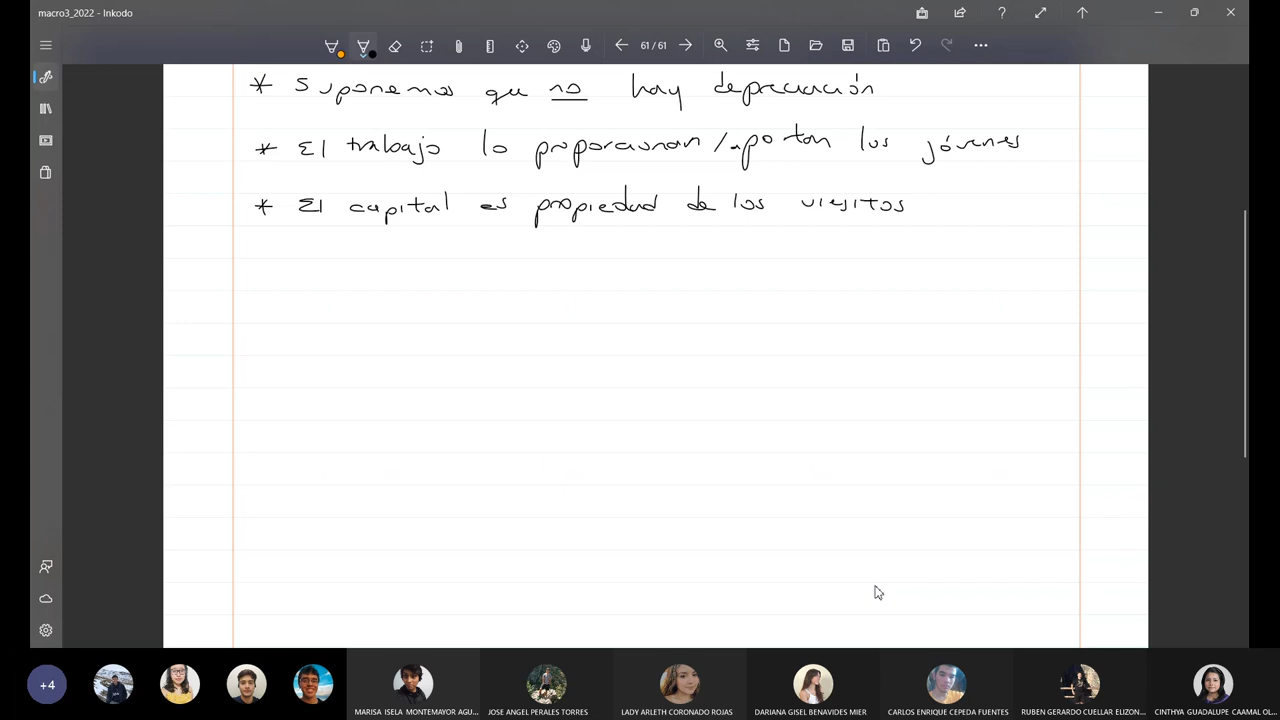 macro3_2022 - Inkodo
61 / 61
* Suponemos que no hay depreciación
* El trabajo lo proporcionan / aportan los jóvenes
* El capital es propiedad de los viejitos
+4
MARISA ISELA MONTEMAYOR AGU...
JOSE ANGEL PERALES TORRES
LADY ARLETH CORONADO ROJAS
DARIANA GISEL BENAVIDES MIER
CARLOS ENRIQUE CEPEDA FUENTES
RUBEN GERARDO CUELLAR ELIZON...
CINTHYA GUADALUPE CAAMAL OL...